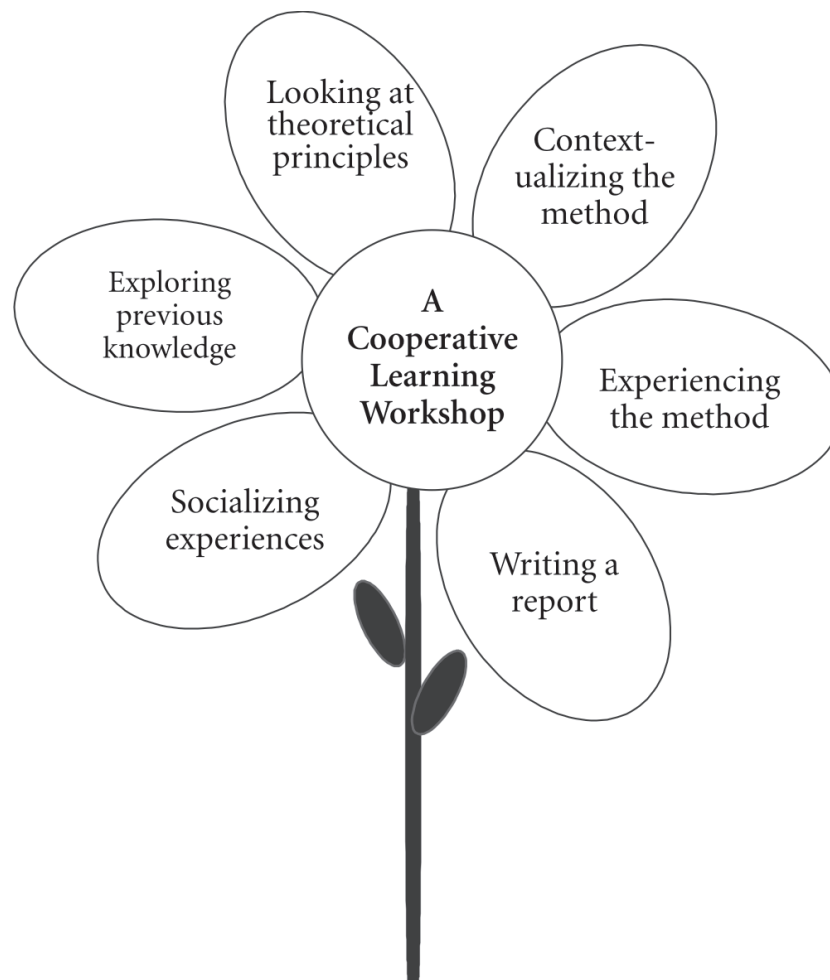 Looking at
theoretical
principles
Context-
ualizing the
method
Exploring
previous
knowledge
A
Cooperative
Learning
Workshop
Experiencing
the method
Socializing
experiences
Writing a
report